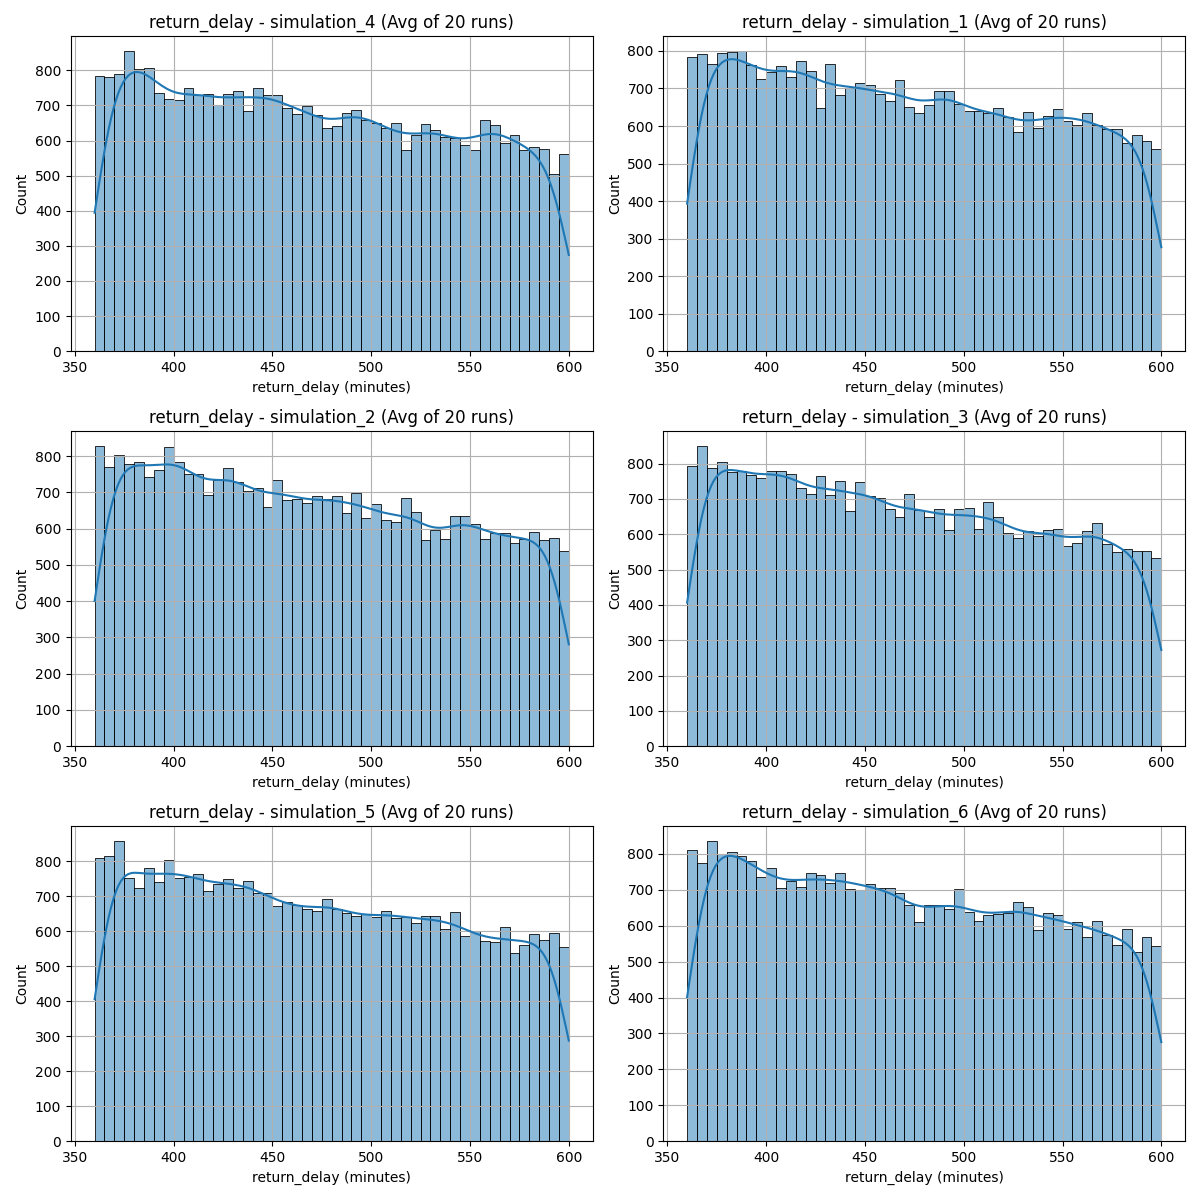 return_delay - simulation_4 (Avg of 20 runs)
800
700
600
500
400
300
200
100
0
Count
350 400 450 500 550 600
return_delay (minutes)
return_delay - simulation_1 (Avg of 20 runs)
800
700
600
500
400
300
200
100
0
Count
350 400 450 500 550 600
return_delay (minutes)
return_delay - simulation_2 (Avg of 20 runs)
800
700
600
500
400
300
200
100
0
Count
350 400 450 500 550 600
return_delay (minutes)
return_delay - simulation_3 (Avg of 20 runs)
800
700
600
500
400
300
200
100
0
Count
350 400 450 500 550 600
return_delay (minutes)
return_delay - simulation_5 (Avg of 20 runs)
800
700
600
500
400
300
200
100
0
Count
350 400 450 500 550 600
return_delay (minutes)
return_delay - simulation_6 (Avg of 20 runs)
800
700
600
500
400
300
200
100
0
Count
350 400 450 500 550 600
return_delay (minutes)